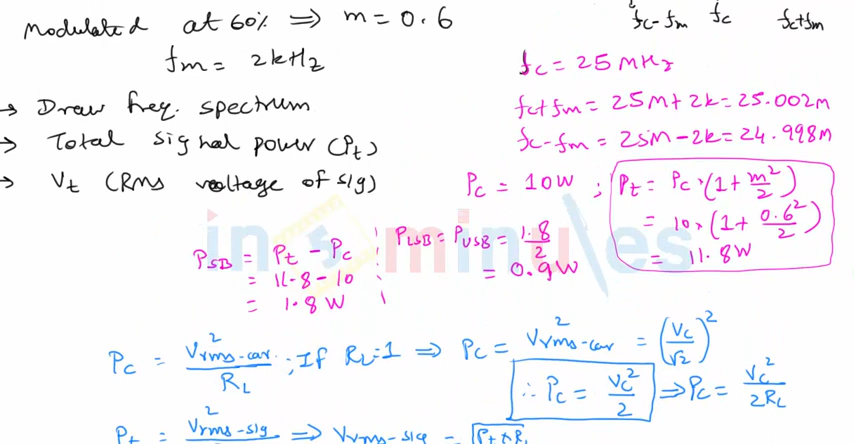 Modulated at 60% ⟹ m = 0.6
fc-fm fc fc+fm
fm = 2kHz
fc = 25 MHz
→ Draw freq. spectrum
fc+fm = 25M+2k = 25.002M
→ Total signal power (Pt)
fc-fm = 25M-2k = 24.998M
→ Vt (Rms voltage of sig)
Pc = 10W ; Pt = Pc × (1 + m²/2)
= 10 × (1 + 0.6²/2)
= 11.8W
PSB = Pt - Pc
= 11.8-10
= 1.8W
PLSB = PUSB = 1.8/2
= 0.9W
in minutes
Pc = V²rms-car/RL ; If RL=1 ⟹ Pc = V²rms-car = (Vc/√2)²
∴ Pc = Vc²/2 ⟹ Pc = Vc²/2RL
Pt = V²rms-sig ⟹ Vrms-sig = √Pt×RL